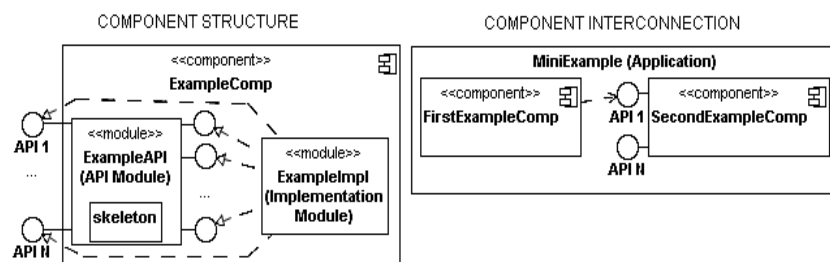 COMPONENT STRUCTURE
<<component>>
ExampleComp
API 1
...
API N
<<module>>
ExampleAPI
(API Module)
skeleton
...
<<module>>
ExampleImpl
(Implementation
Module)
COMPONENT INTERCONNECTION
MiniExample (Application)
<<component>>
FirstExampleComp
API 1
API N
<<component>>
SecondExampleComp